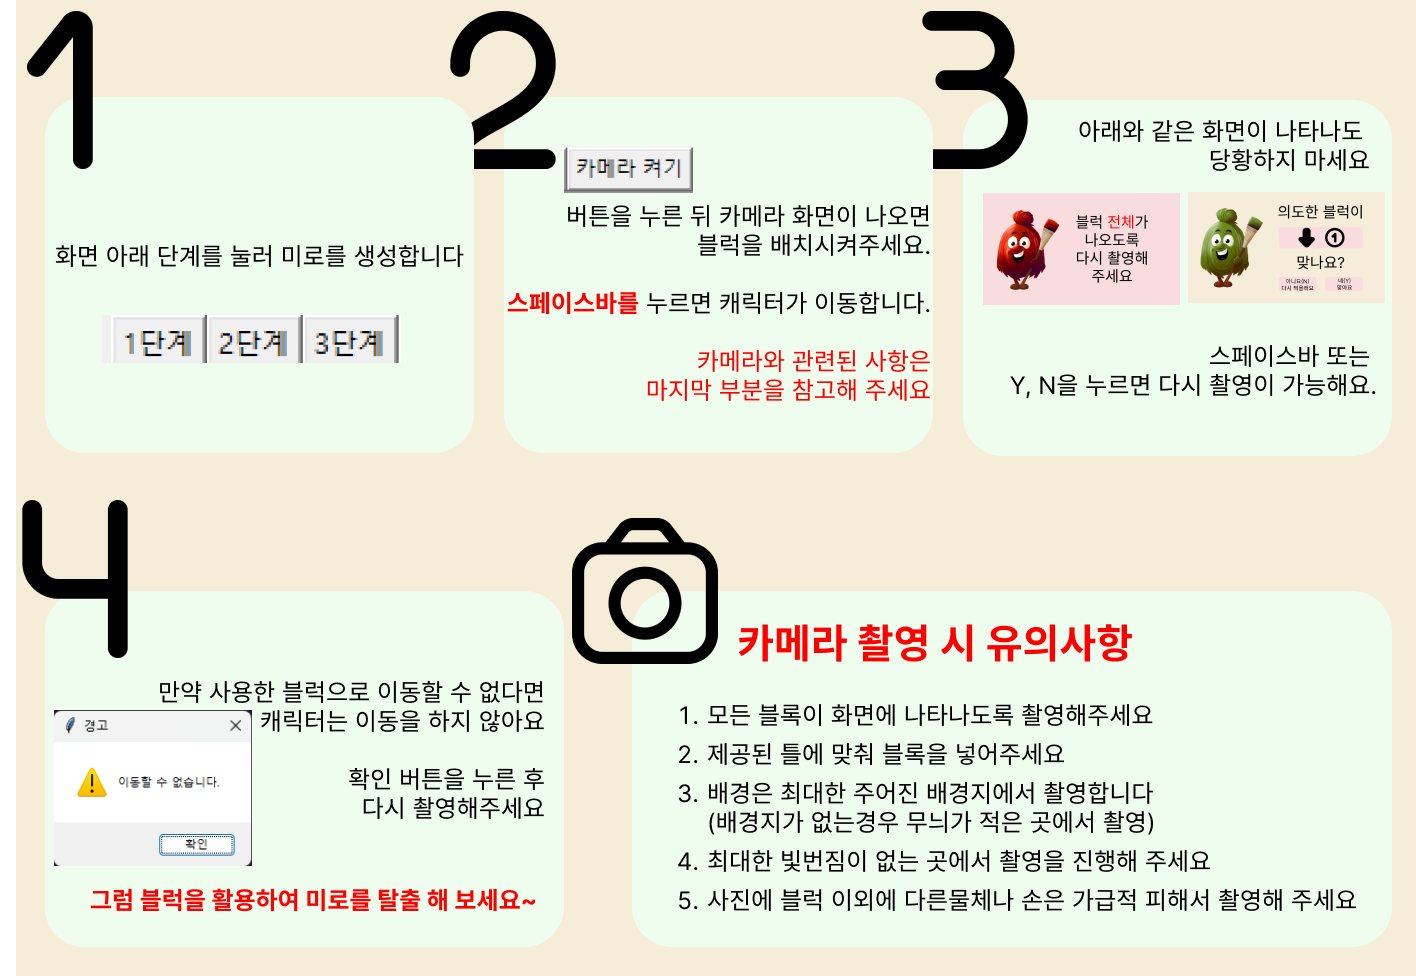 1
화면 아래 단계를 눌러 미로를 생성합니다
1단계 2단계 3단계
2
카메라 켜기
버튼을 누른 뒤 카메라 화면이 나오면
블럭을 배치시켜주세요.
스페이스바를 누르면 캐릭터가 이동합니다.
카메라와 관련된 사항은
마지막 부분을 참고해 주세요
3
아래와 같은 화면이 나타나도
당황하지 마세요
블럭 전체가
나오도록
다시 촬영해
주세요
의도한 블럭이
1
맞나요?
아니요(N)
다시 찍을래요
네(Y)
맞아요
스페이스바 또는
Y, N을 누르면 다시 촬영이 가능해요.
4
만약 사용한 블럭으로 이동할 수 없다면
캐릭터는 이동을 하지 않아요
경고
이동할 수 없습니다.
확인
확인 버튼을 누른 후
다시 촬영해주세요
그럼 블럭을 활용하여 미로를 탈출 해 보세요~
카메라 촬영 시 유의사항
1. 모든 블록이 화면에 나타나도록 촬영해주세요
2. 제공된 틀에 맞춰 블록을 넣어주세요
3. 배경은 최대한 주어진 배경지에서 촬영합니다
(배경지가 없는경우 무늬가 적은 곳에서 촬영)
4. 최대한 빛번짐이 없는 곳에서 촬영을 진행해 주세요
5. 사진에 블럭 이외에 다른물체나 손은 가급적 피해서 촬영해 주세요